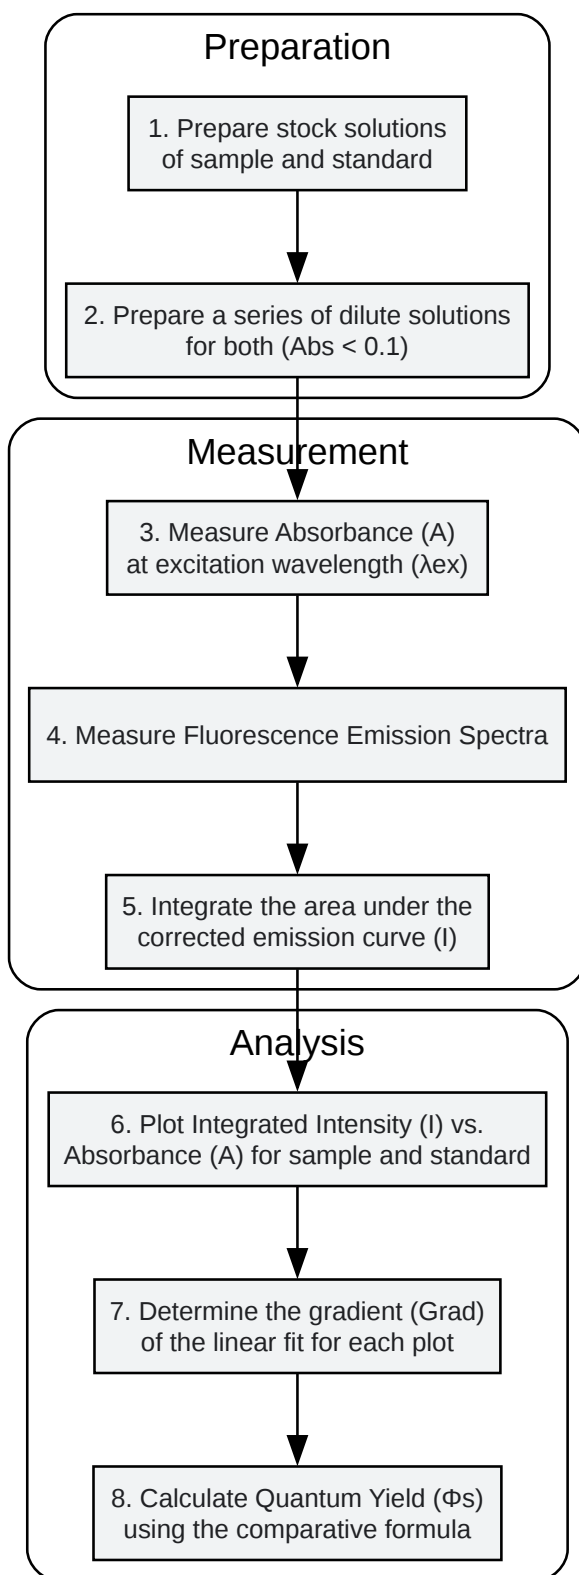 Preparation
1. Prepare stock solutions
of sample and standard
2. Prepare a series of dilute solutions
for both (Abs < 0.1)
Measurement
3. Measure Absorbance (A)
at excitation wavelength (λex)
4. Measure Fluorescence Emission Spectra
5. Integrate the area under the
corrected emission curve (I)
Analysis
6. Plot Integrated Intensity (I) vs.
Absorbance (A) for sample and standard
7. Determine the gradient (Grad)
of the linear fit for each plot
8. Calculate Quantum Yield (Φs)
using the comparative formula